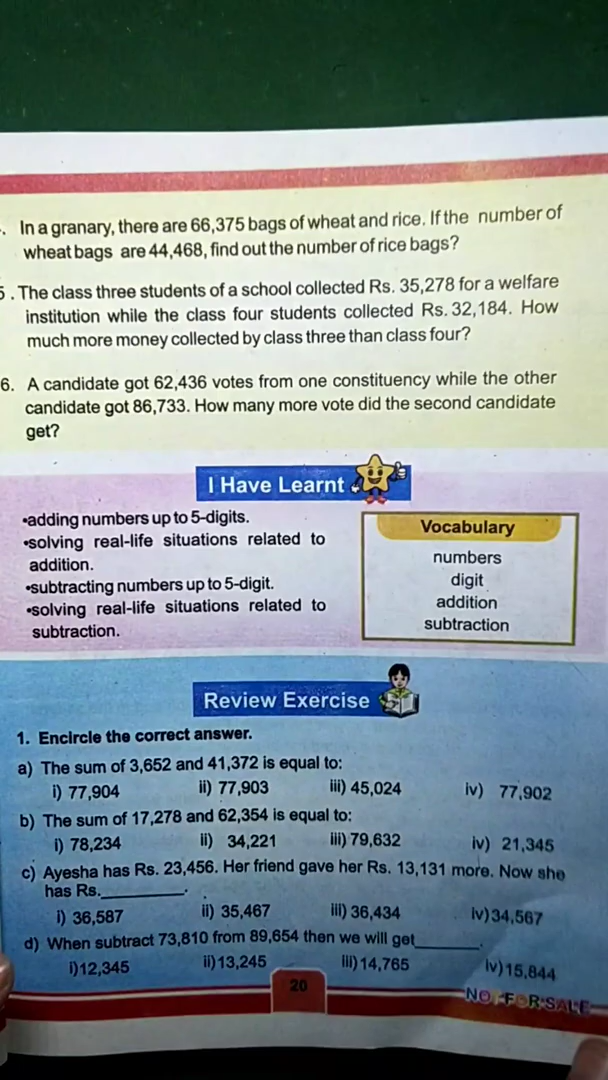 . In a granary, there are 66,375 bags of wheat and rice. If the number of
wheat bags are 44,468, find out the number of rice bags?
5. The class three students of a school collected Rs. 35,278 for a welfare
institution while the class four students collected Rs. 32,184. How
much more money collected by class three than class four?
6. A candidate got 62,436 votes from one constituency while the other
candidate got 86,733. How many more vote did the second candidate
get?
I Have Learnt
•adding numbers up to 5-digits.
•solving real-life situations related to
addition.
•subtracting numbers up to 5-digit.
•solving real-life situations related to
subtraction.
Vocabulary
numbers
digit
addition
subtraction
Review Exercise
1. Encircle the correct answer.
a) The sum of 3,652 and 41,372 is equal to:
i) 77,904 ii) 77,903 iii) 45,024 iv) 77,902
b) The sum of 17,278 and 62,354 is equal to:
i) 78,234 ii) 34,221 iii) 79,632 iv) 21,345
c) Ayesha has Rs. 23,456. Her friend gave her Rs. 13,131 more. Now she
has Rs.__________.
i) 36,587 ii) 35,467 iii) 36,434 iv) 34,567
d) When subtract 73,810 from 89,654 then we will get________.
i) 12,345 ii) 13,245 iii) 14,765 iv) 15,844
20
NOT FOR SALE